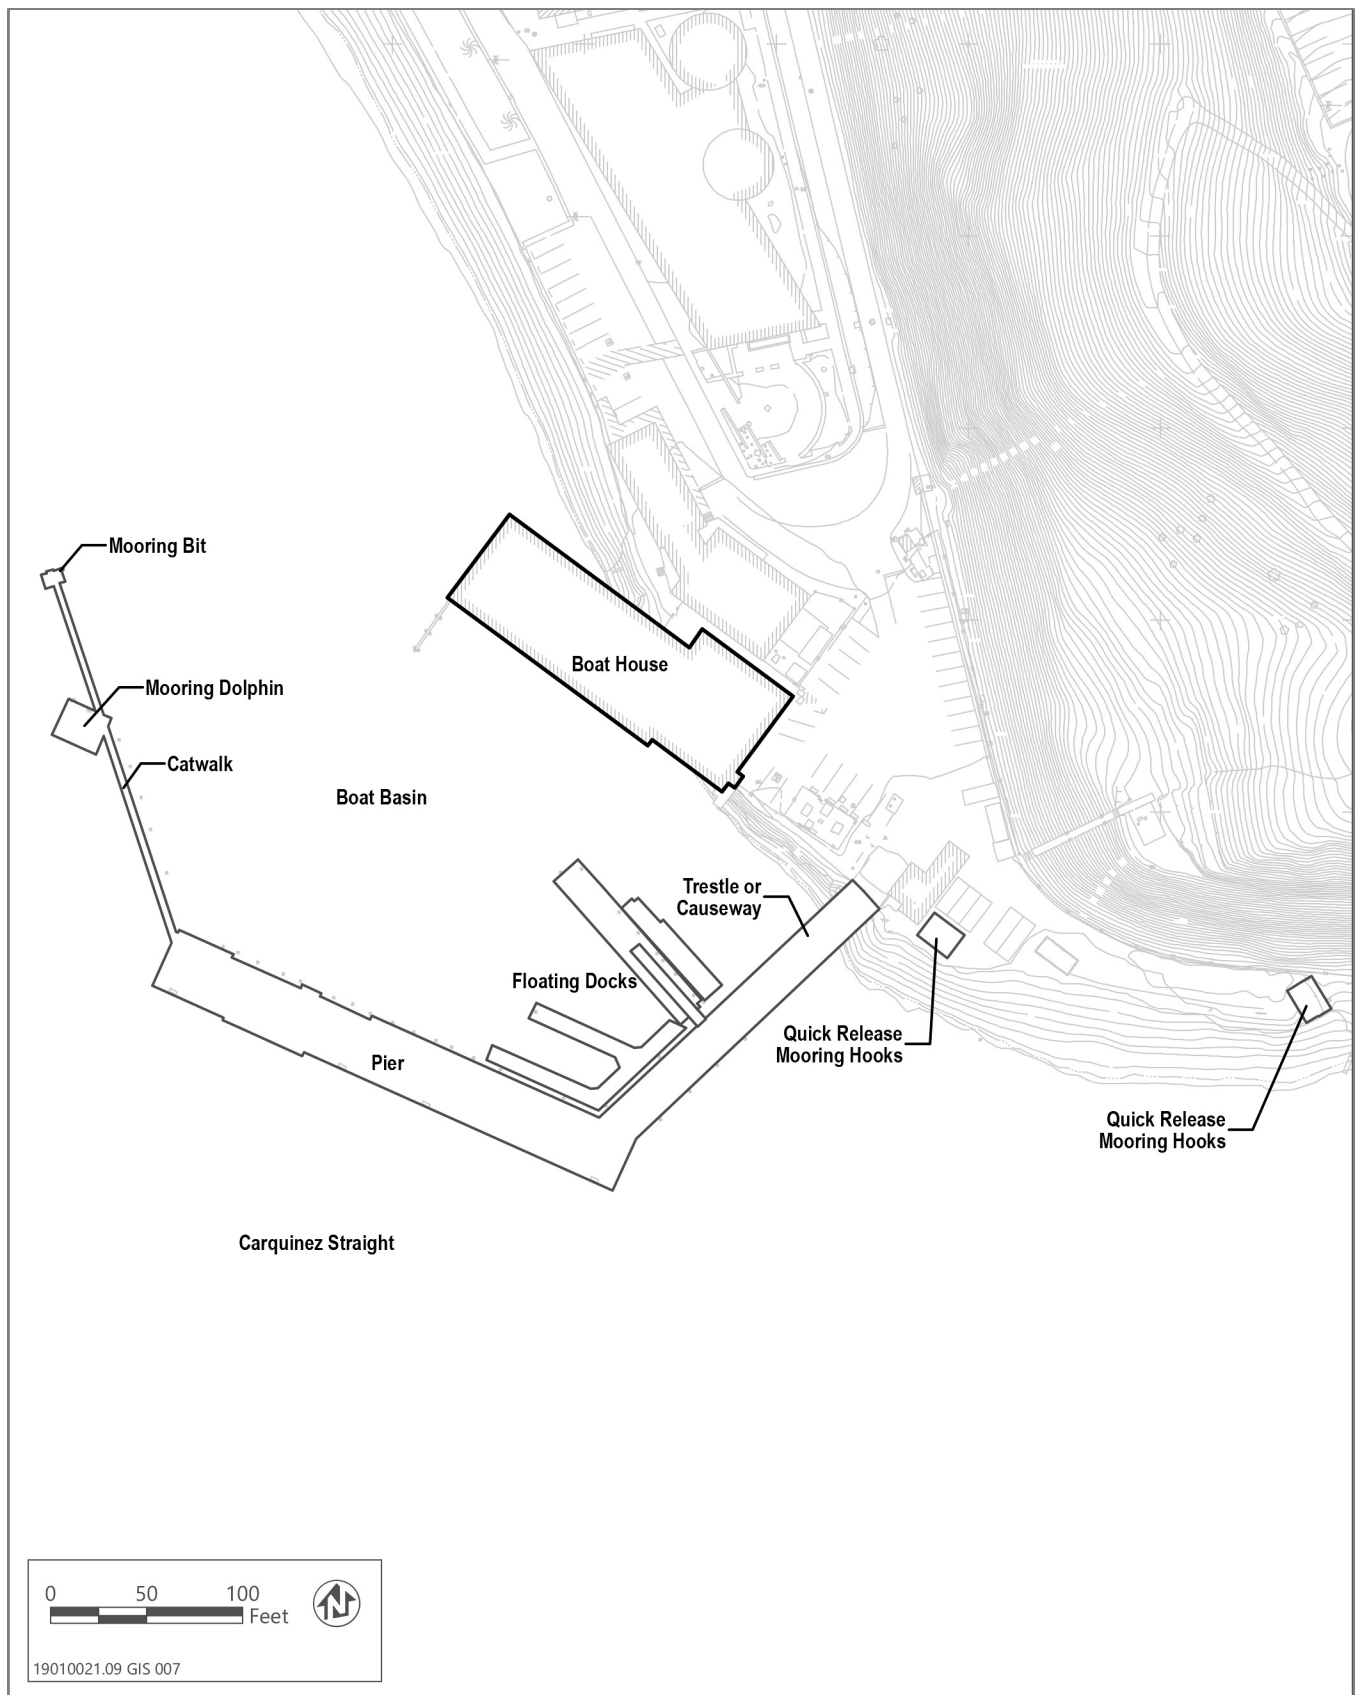 Mooring Bit
Mooring Dolphin
Boat House
Catwalk
Boat Basin
Trestle or
Causeway
Floating Docks
Quick Release
Mooring Hooks
Pier
Quick Release
Mooring Hooks
Carquinez Straight
0 50 100
Feet
N
19010021.09 GIS 007